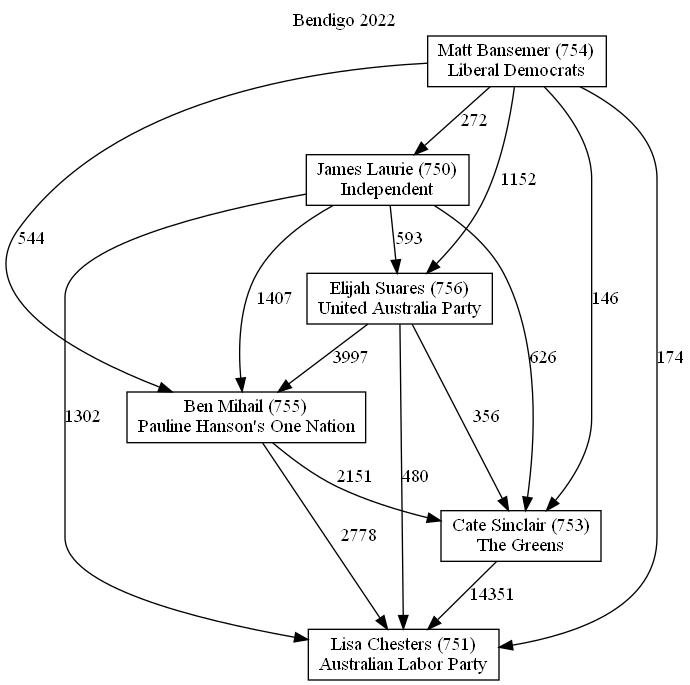 Bendigo 2022
Matt Bansemer (754)
Liberal Democrats
272
James Laurie (750)
Independent
1152
544
593
Elijah Suares (756)
United Australia Party
1407
146
3997
626
174
Ben Mihail (755)
Pauline Hanson's One Nation
1302
356
2151
480
Cate Sinclair (753)
The Greens
2778
14351
Lisa Chesters (751)
Australian Labor Party